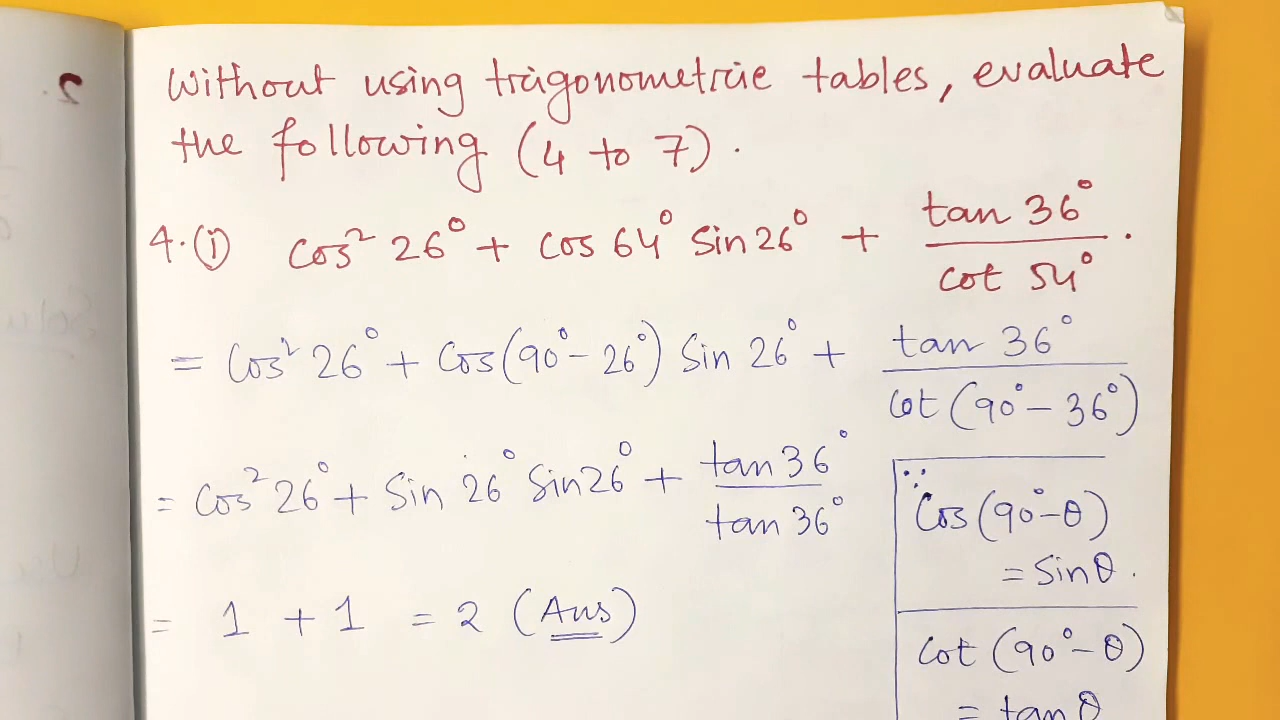 Without using trigonometric tables, evaluate
the following (4 to 7).
4.(i) cos² 26° + cos 64° sin 26° + tan 36° / cot 54° .
= Cos² 26° + Cos(90° - 26°) Sin 26° + tan 36° / Cot (90° - 36°)
= Cos² 26° + Sin 26° Sin 26° + tan 36° / tan 36°
= 1 + 1 = 2 (Ans)
∵ Cos (90° - θ)
= Sin θ.
Cot (90° - θ)
= tan θ
2.